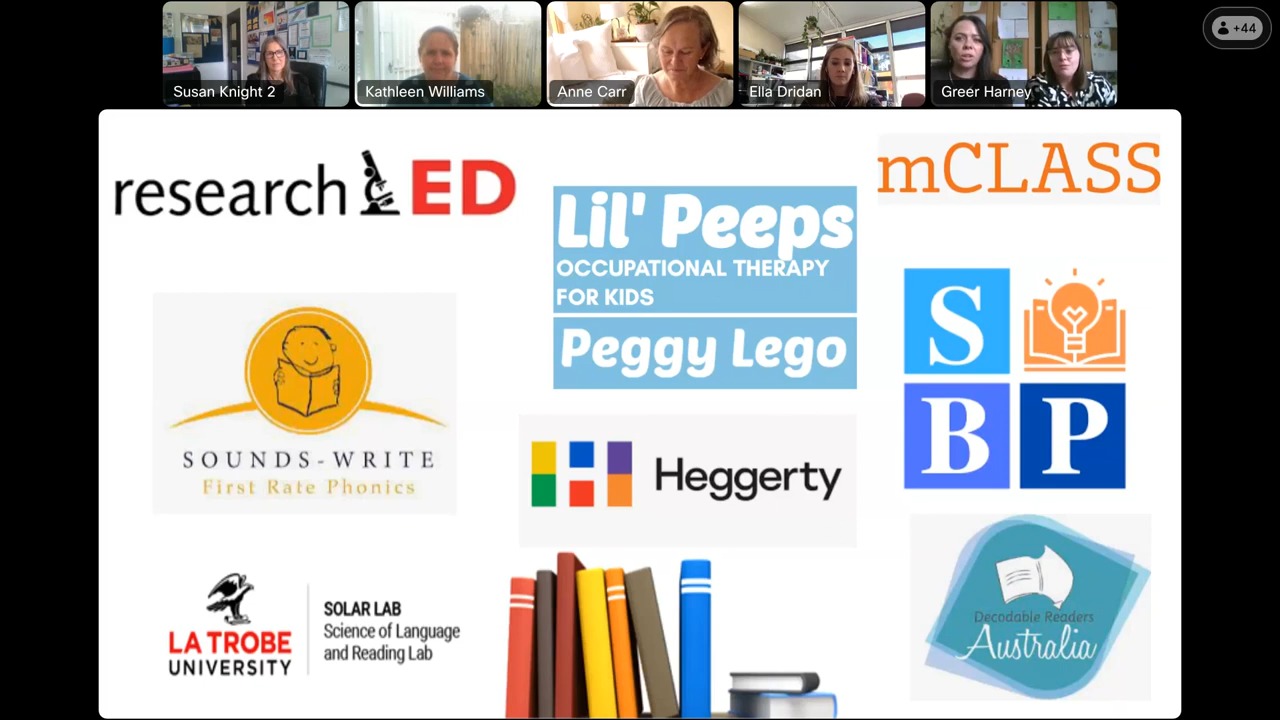 Susan Knight 2
Kathleen Williams
Anne Carr
Ella Dridan
Greer Harney
+44
research ED
mCLASS
Lil' Peeps
OCCUPATIONAL THERAPY
FOR KIDS
Peggy Lego
S
B P
SOUNDS-WRITE
First Rate Phonics
Heggerty
LA TROBE
UNIVERSITY
SOLAR LAB
Science of Language
and Reading Lab
Decodable Readers
Australia